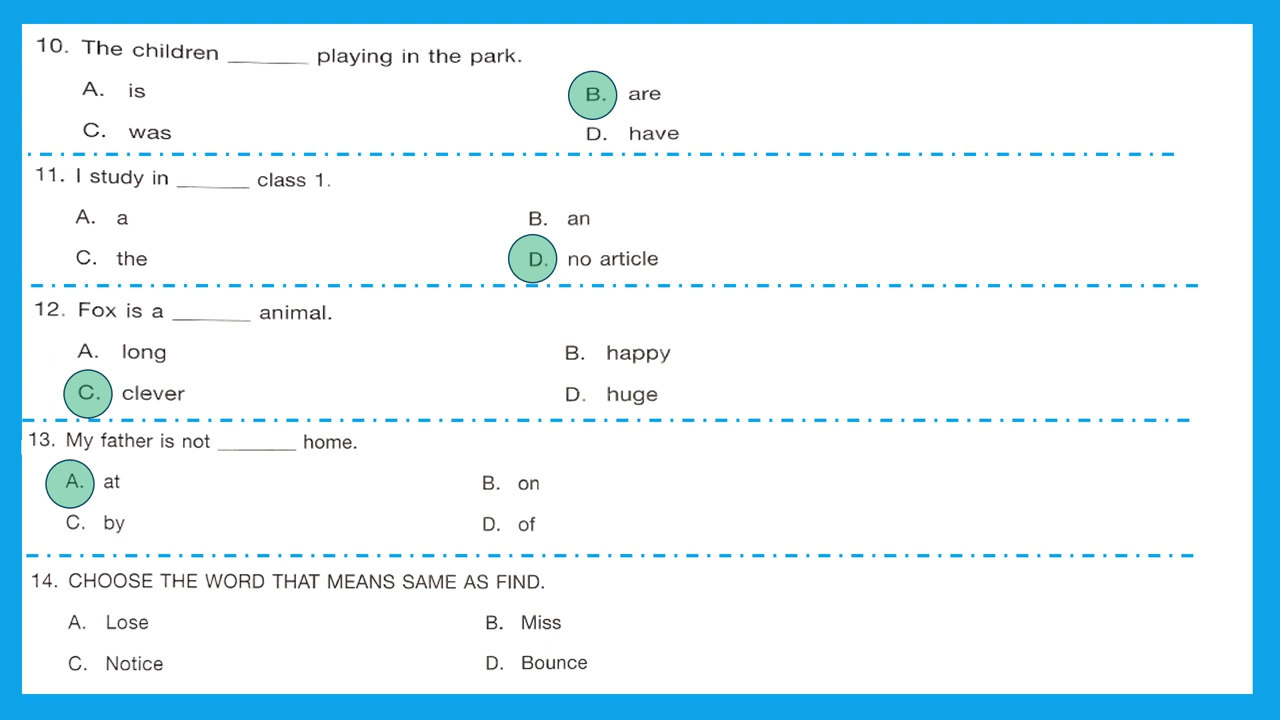 10. The children _______ playing in the park.
A. is
B. are
C. was
D. have
11. I study in _______ class 1.
A. a
B. an
C. the
D. no article
12. Fox is a _______ animal.
A. long
B. happy
C. clever
D. huge
13. My father is not _______ home.
A. at
B. on
C. by
D. of
14. CHOOSE THE WORD THAT MEANS SAME AS FIND.
A. Lose
B. Miss
C. Notice
D. Bounce